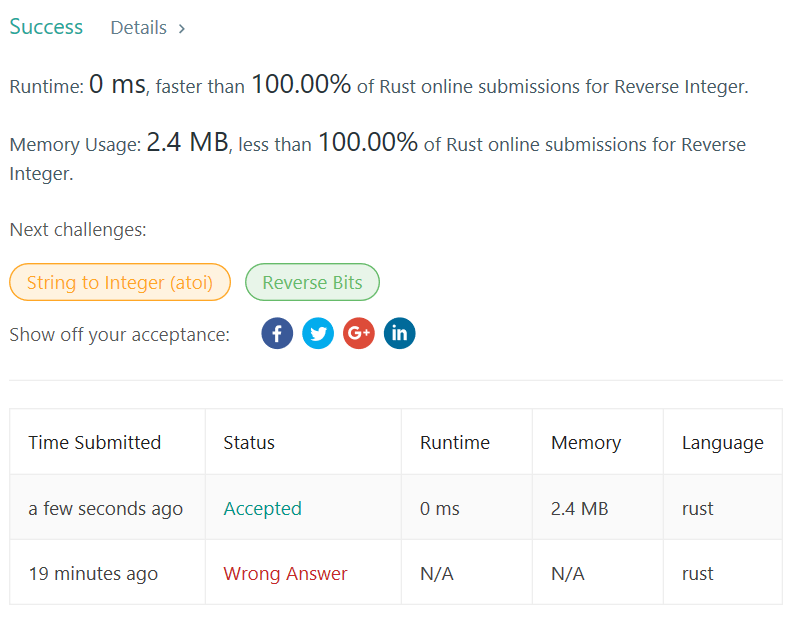 Success Details >
Runtime: 0 ms, faster than 100.00% of Rust online submissions for Reverse Integer.
Memory Usage: 2.4 MB, less than 100.00% of Rust online submissions for Reverse
Integer.
Next challenges:
String to Integer (atoi) Reverse Bits
Show off your acceptance: f G+ in
Time Submitted Status Runtime Memory Language
a few seconds ago Accepted 0 ms 2.4 MB rust
19 minutes ago Wrong Answer N/A N/A rust